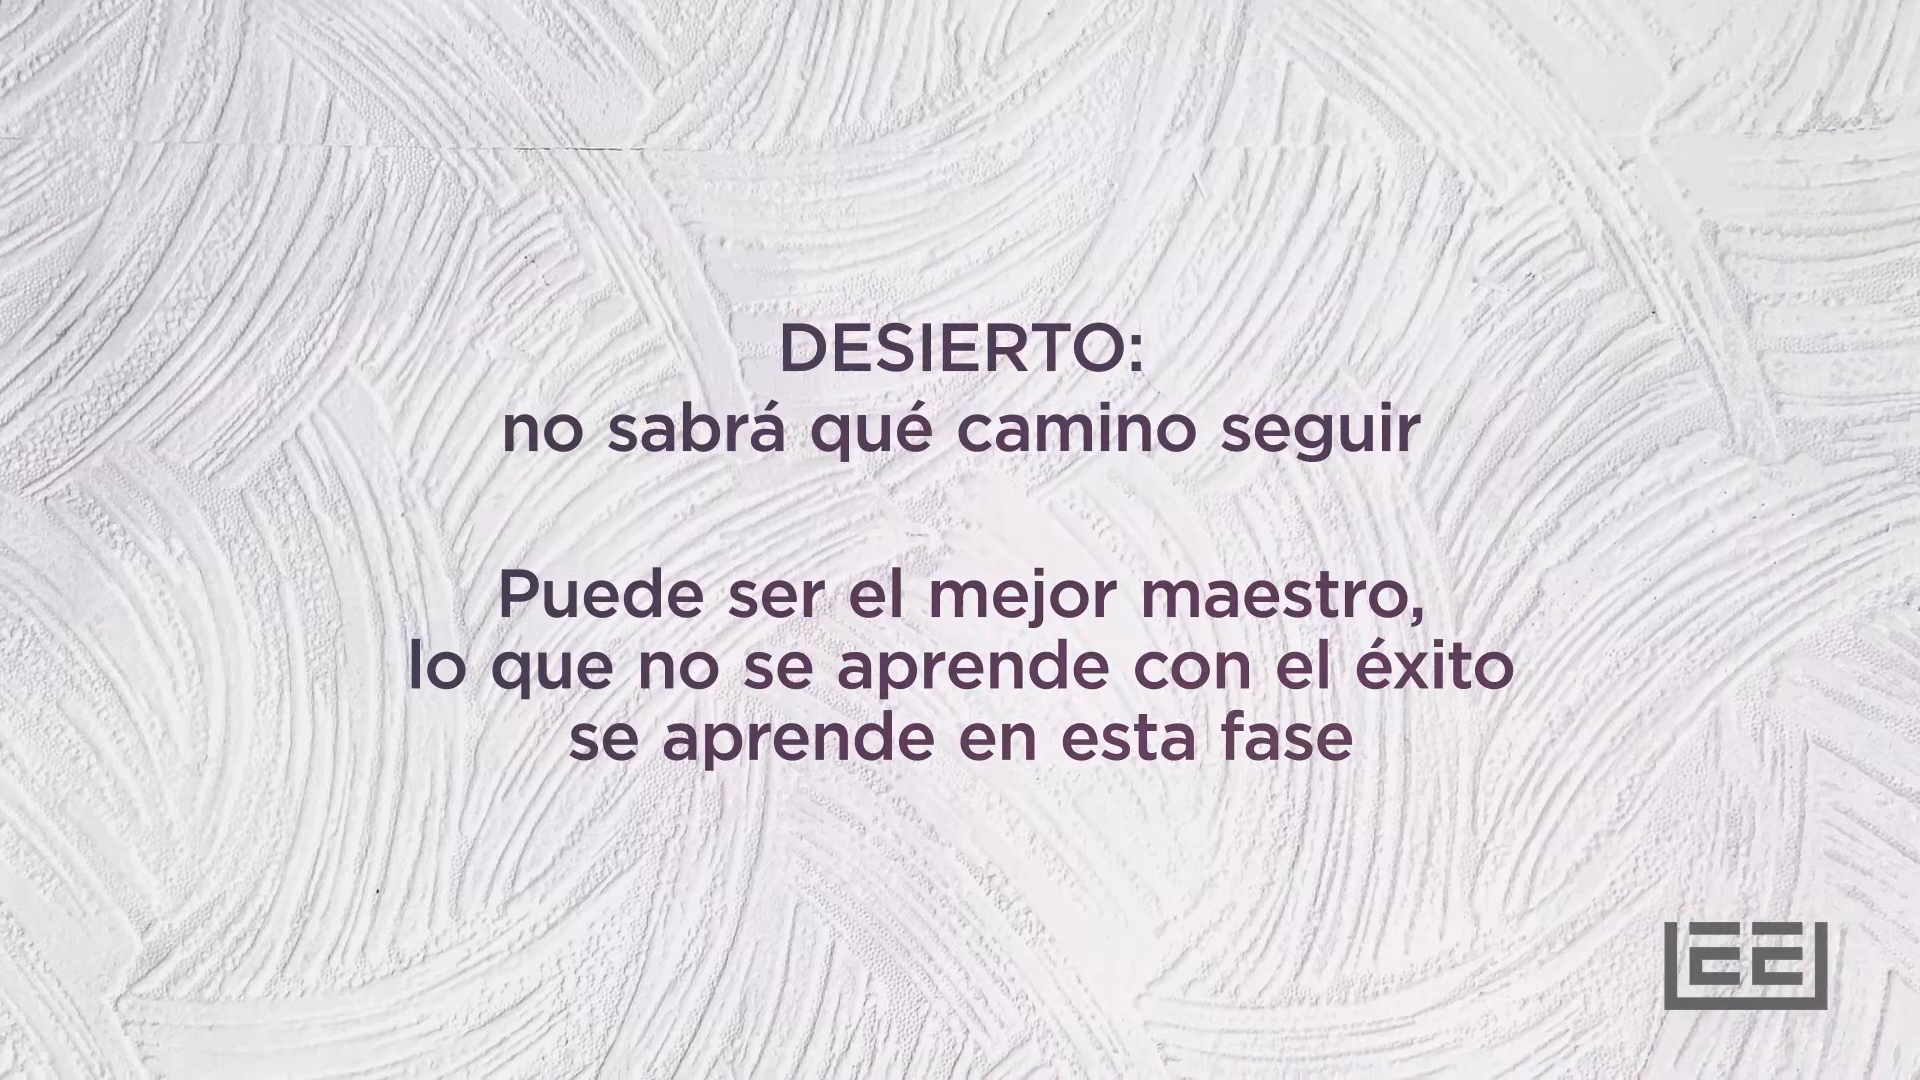 DESIERTO:
no sabrá qué camino seguir
Puede ser el mejor maestro,
lo que no se aprende con el éxito
se aprende en esta fase
EE